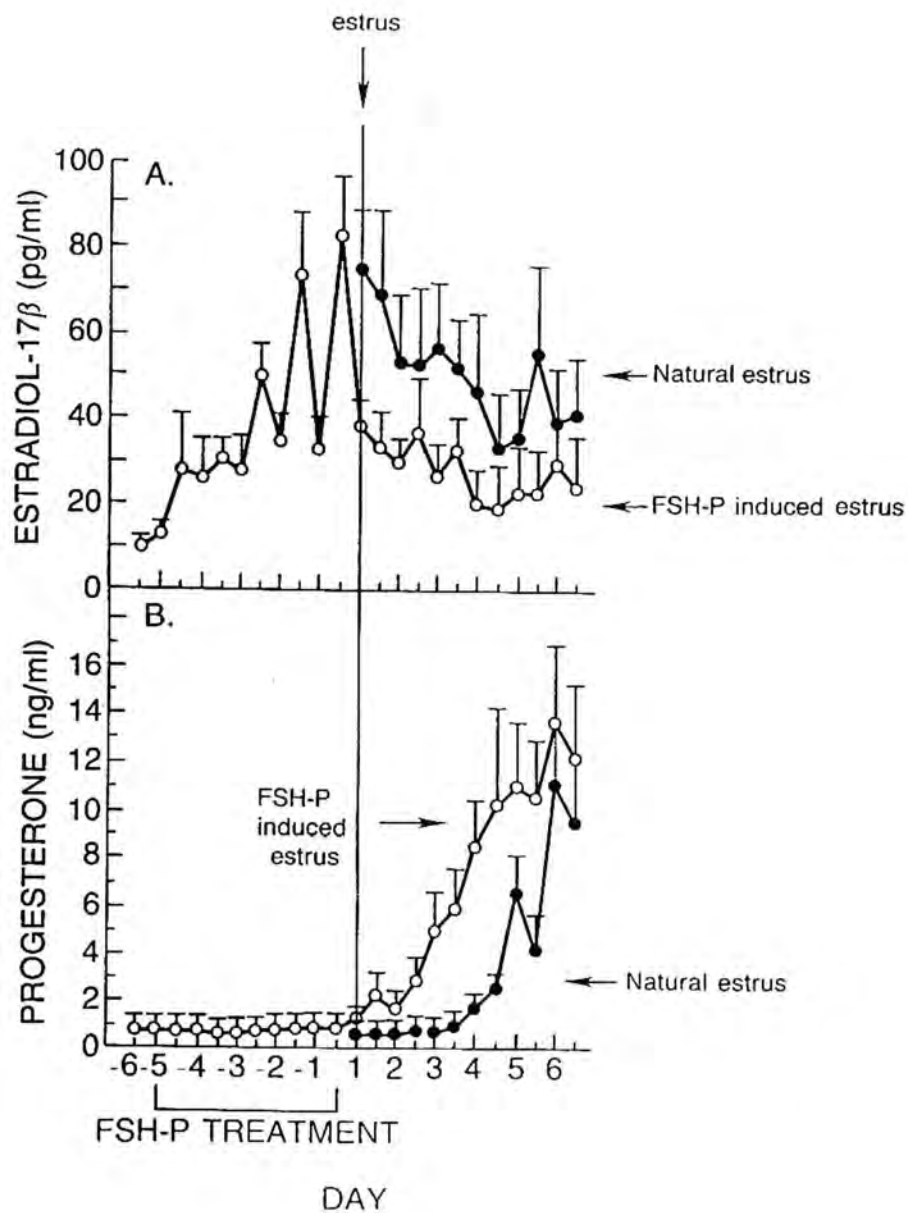 estrus
A.
ESTRADIOL-17β (pg/ml)
100
80
60
40
20
0
Natural estrus
FSH-P induced estrus
B.
PROGESTERONE (ng/ml)
16
14
12
10
8
6
4
2
0
FSH-P
induced
estrus
Natural estrus
-6 -5 -4 -3 -2 -1 1 2 3 4 5 6
FSH-P TREATMENT
DAY